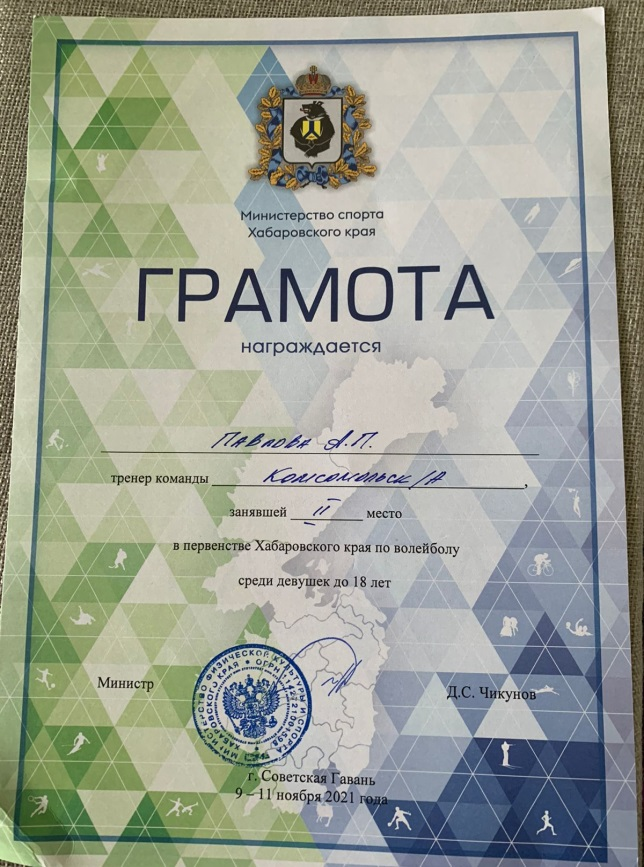 Министерство спорта
Хабаровского края
ГРАМОТА
награждается
Павлова А.П.
тренер команды Комсомольск/А,
занявшей II место
в первенстве Хабаровского края по волейболу
среди девушек до 18 лет
Министр
Д.С. Чикунов
г. Советская Гавань
9 – 11 ноября 2021 года